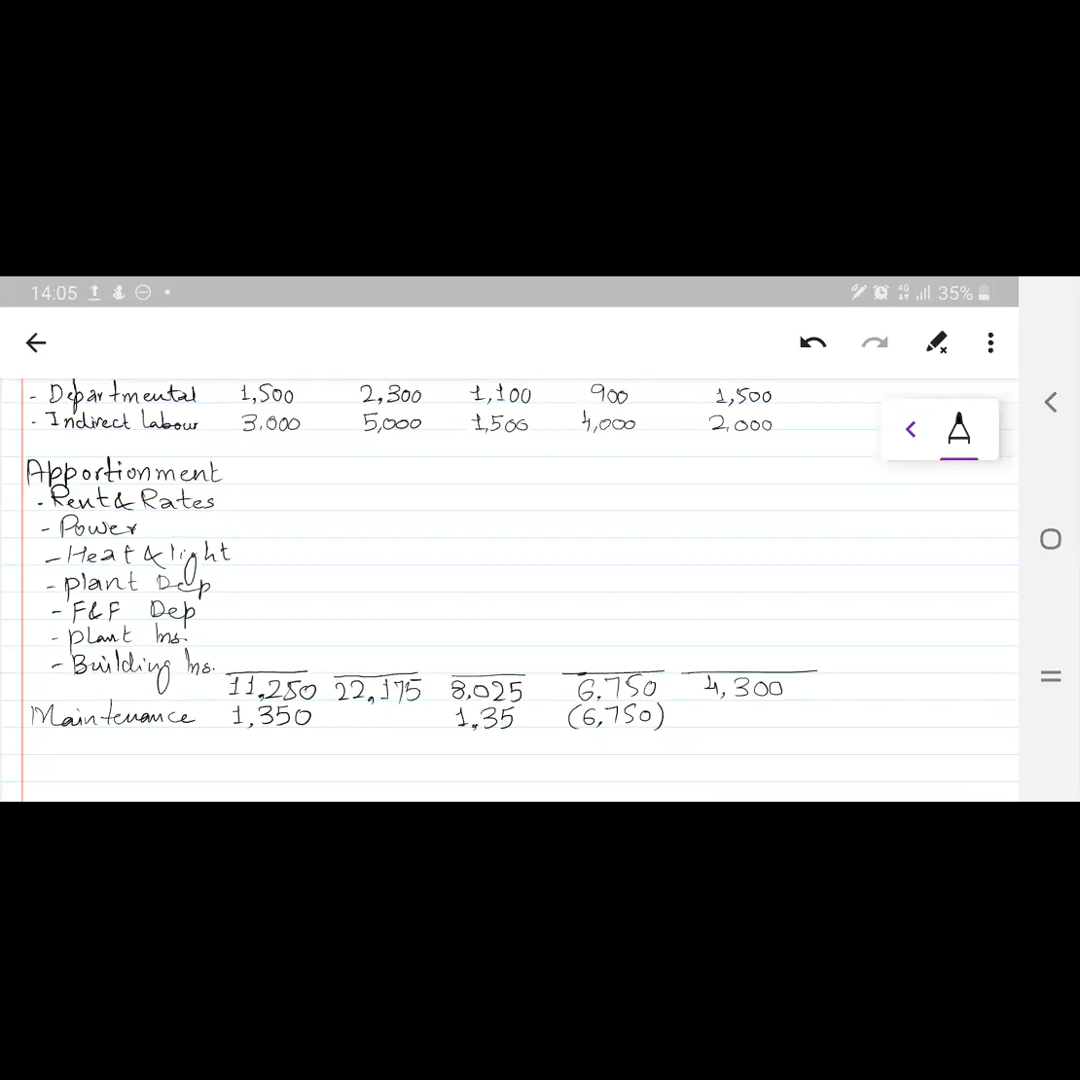 14:05 4G 35%
- Departmental 1,500 2,300 1,100 900 1,500
- Indirect labour 3,000 5,000 1,500 4,000 2,000
Apportionment
- Rent & Rates
- Power
- Heat & light
- plant Dep
- F&F Dep
- plant Ins.
- Building Ins.
11,250 22,175 8,025 6,750 4,300
Maintenance 1,350 1,35 (6,750)